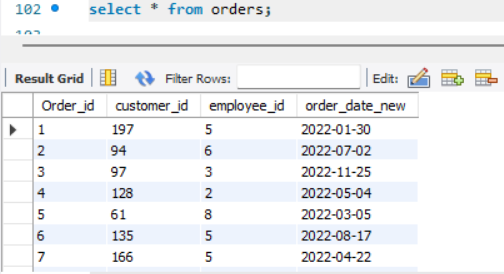 102 select * from orders;
103
Result Grid Filter Rows: Edit:
Order_id customer_id employee_id order_date_new
1 197 5 2022-01-30
2 94 6 2022-07-02
3 97 3 2022-11-25
4 128 2 2022-05-04
5 61 8 2022-03-05
6 135 5 2022-08-17
7 166 5 2022-04-22